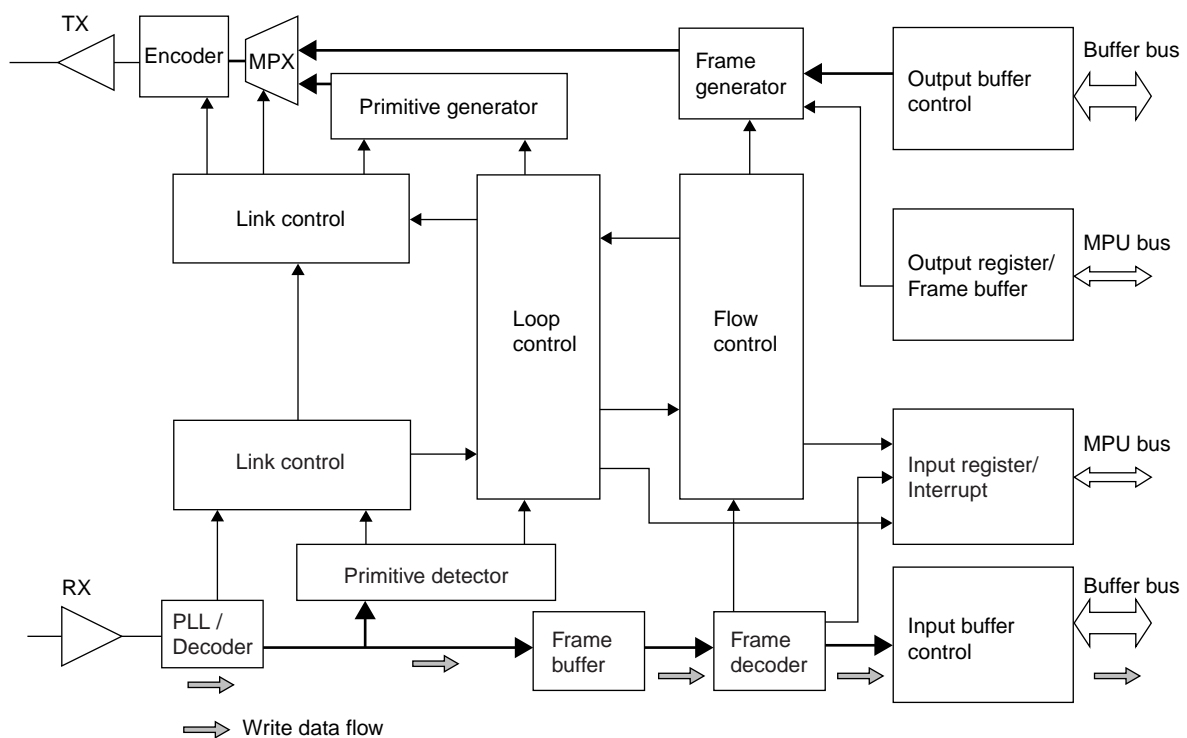 TX
Encoder
MPX
Frame
generator
Output buffer
control
Buffer bus
Primitive generator
Link control
Output register/
Frame buffer
MPU bus
Loop
control
Flow
control
Link control
Input register/
Interrupt
MPU bus
Primitive detector
RX
PLL /
Decoder
Frame
buffer
Frame
decoder
Input buffer
control
Buffer bus
Write data flow